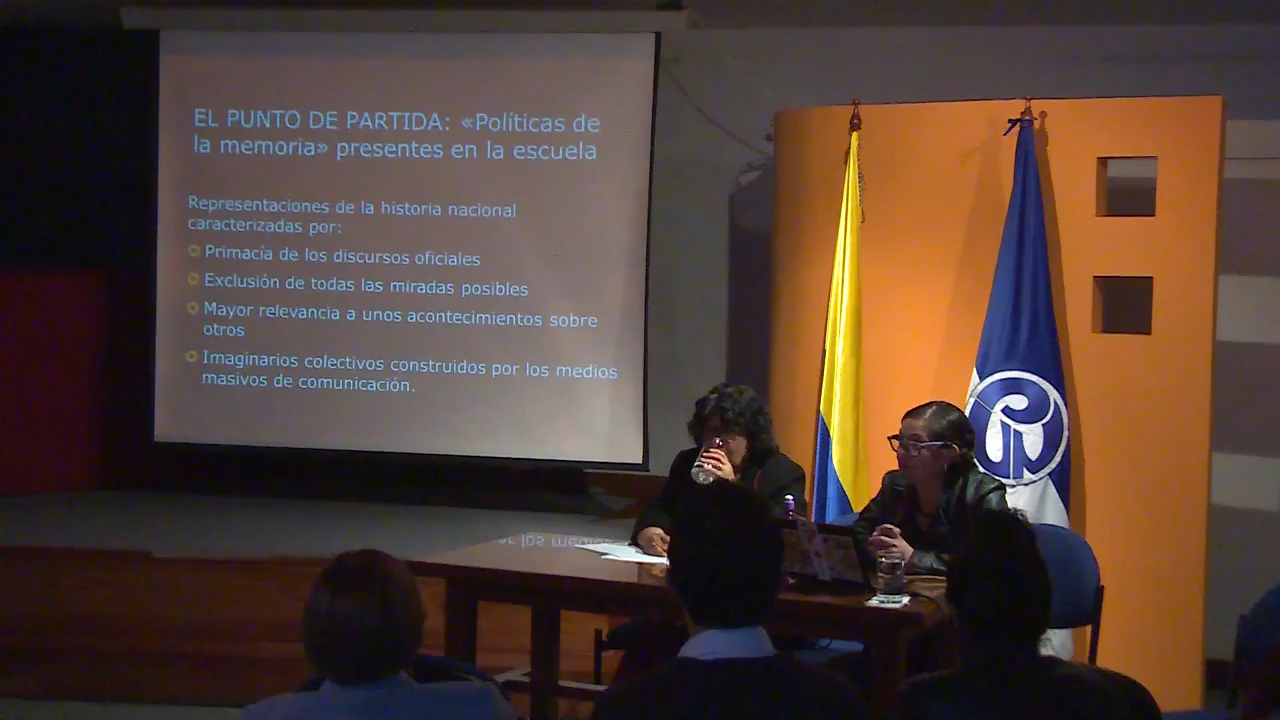 EL PUNTO DE PARTIDA: «Políticas de
la memoria» presentes en la escuela
Representaciones de la historia nacional
caracterizadas por:
Primacía de los discursos oficiales
Exclusión de todas las miradas posibles
Mayor relevancia a unos acontecimientos sobre
otros
Imaginarios colectivos construidos por los medios
masivos de comunicación.